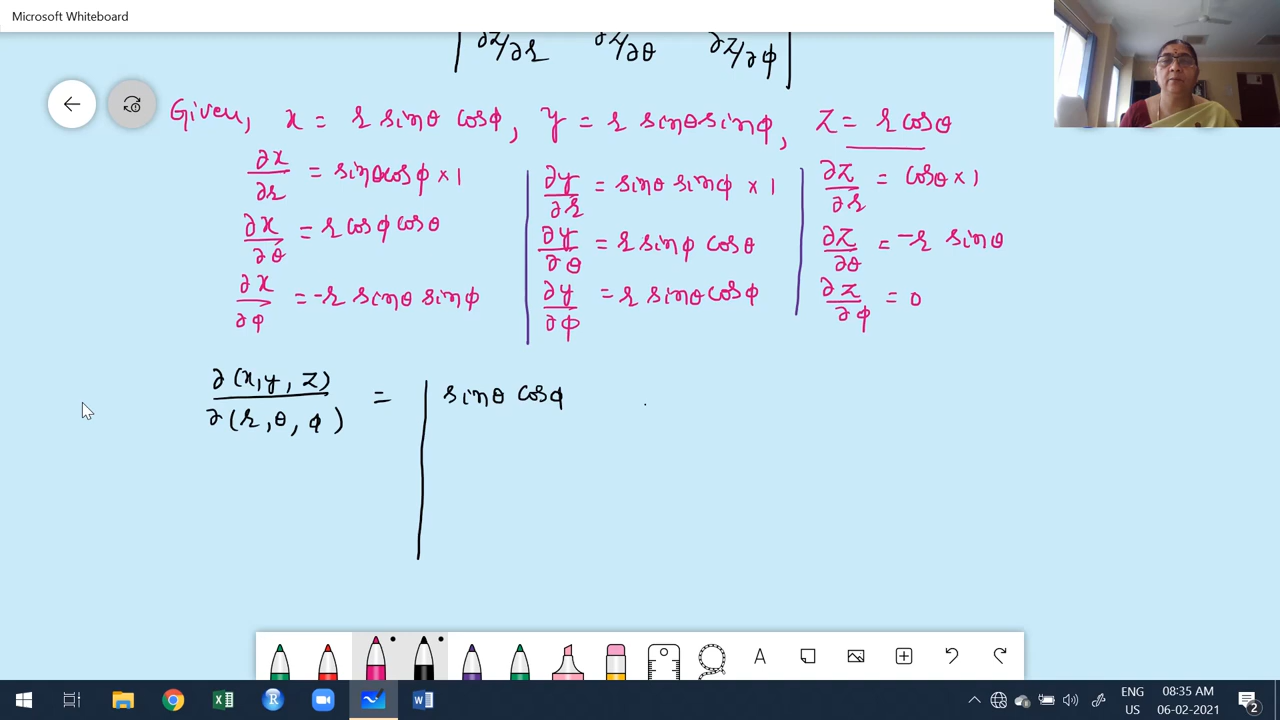 Microsoft Whiteboard
∂z/∂r ∂z/∂θ ∂z/∂φ
Given, x = r sinθ cosφ, y = r sinθ sinφ, z = r cosθ
∂x/∂r = sinθ cosφ × 1
∂x/∂θ = r cosφ cosθ
∂x/∂φ = -r sinθ sinφ
∂y/∂r = sinθ sinφ × 1
∂y/∂θ = r sinφ cosθ
∂y/∂φ = r sinθ cosφ
∂z/∂r = cosθ × 1
∂z/∂θ = -r sinθ
∂z/∂φ = 0
∂(x,y,z)/∂(r,θ,φ) = | sinθ cosφ
A
ENG 08:35 AM
US 06-02-2021
2